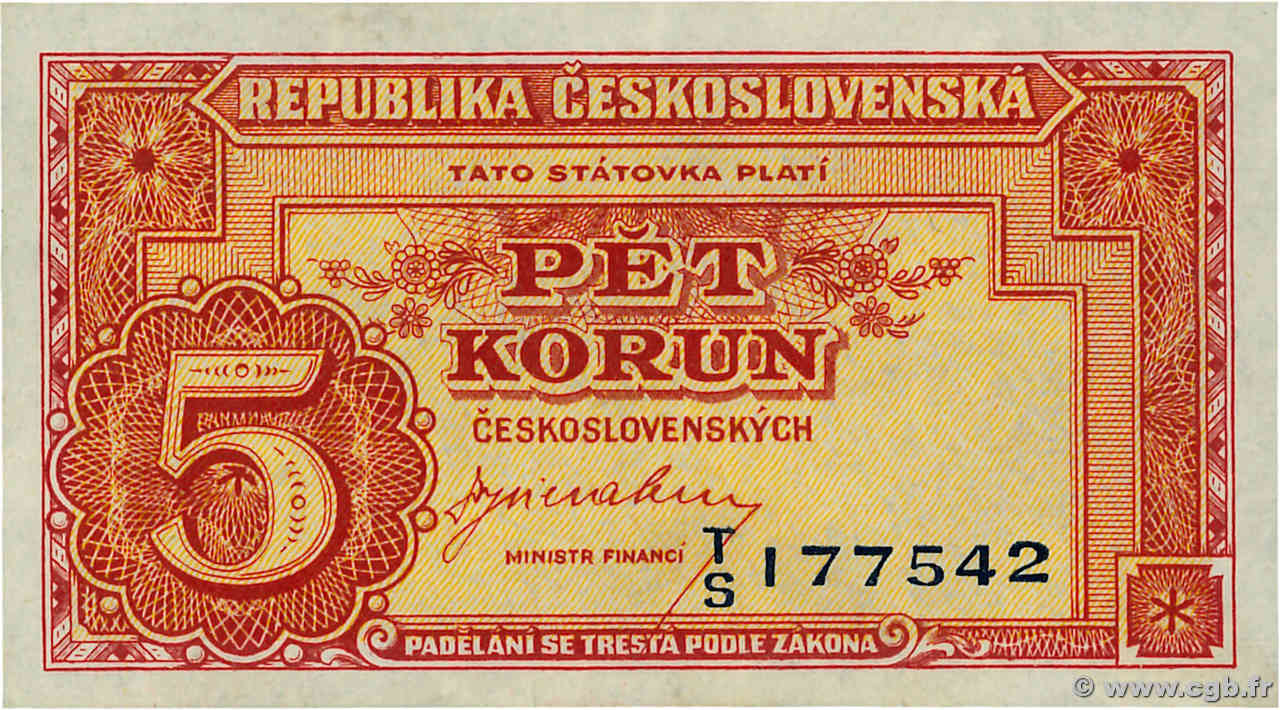 REPUBLIKA ČESKOSLOVENSKÁ
TATO STÁTOVKA PLATÍ
PĚT
KORUN
ČESKOSLOVENSKÝCH
5
MINISTR FINANCÍ
T/S 177542
PADĚLÁNÍ SE TRESTÁ PODLE ZÁKONA
© www.cgb.fr